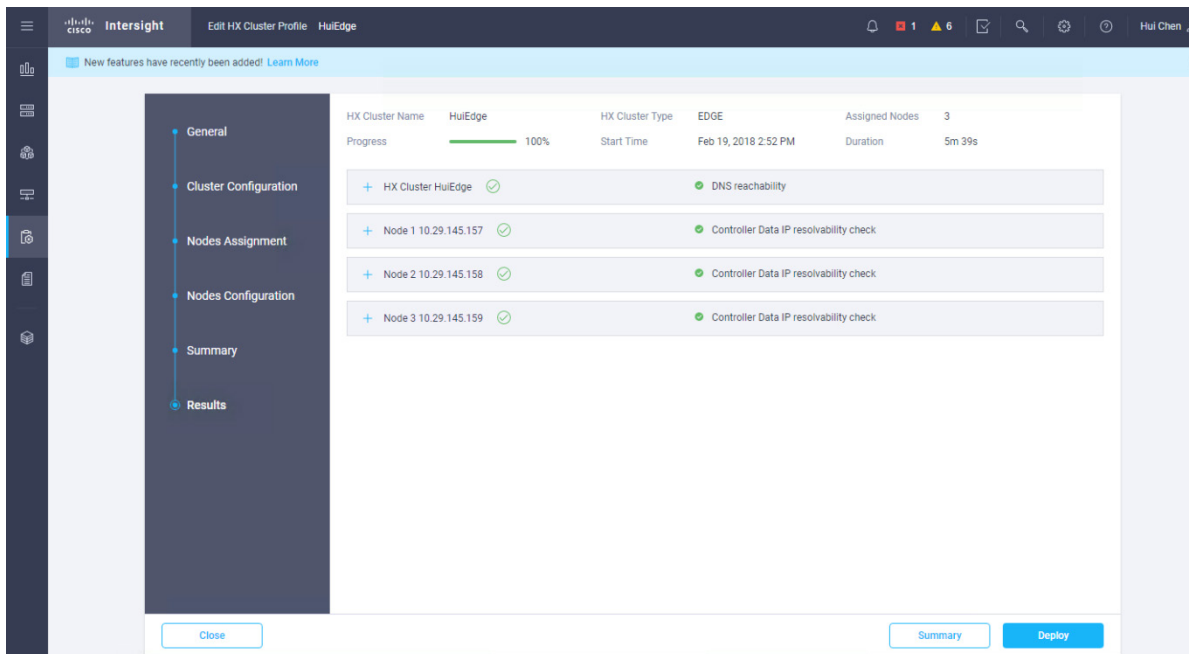 cisco Intersight Edit HX Cluster Profile HuiEdge 1 6 Hui Chen
New features have recently been added! Learn More
General
Cluster Configuration
Nodes Assignment
Nodes Configuration
Summary
Results
HX Cluster Name HuiEdge HX Cluster Type EDGE Assigned Nodes 3
Progress 100% Start Time Feb 19, 2018 2:52 PM Duration 5m 39s
+ HX Cluster HuiEdge DNS reachability
+ Node 1 10.29.145.157 Controller Data IP resolvability check
+ Node 2 10.29.145.158 Controller Data IP resolvability check
+ Node 3 10.29.145.159 Controller Data IP resolvability check
Close Summary Deploy